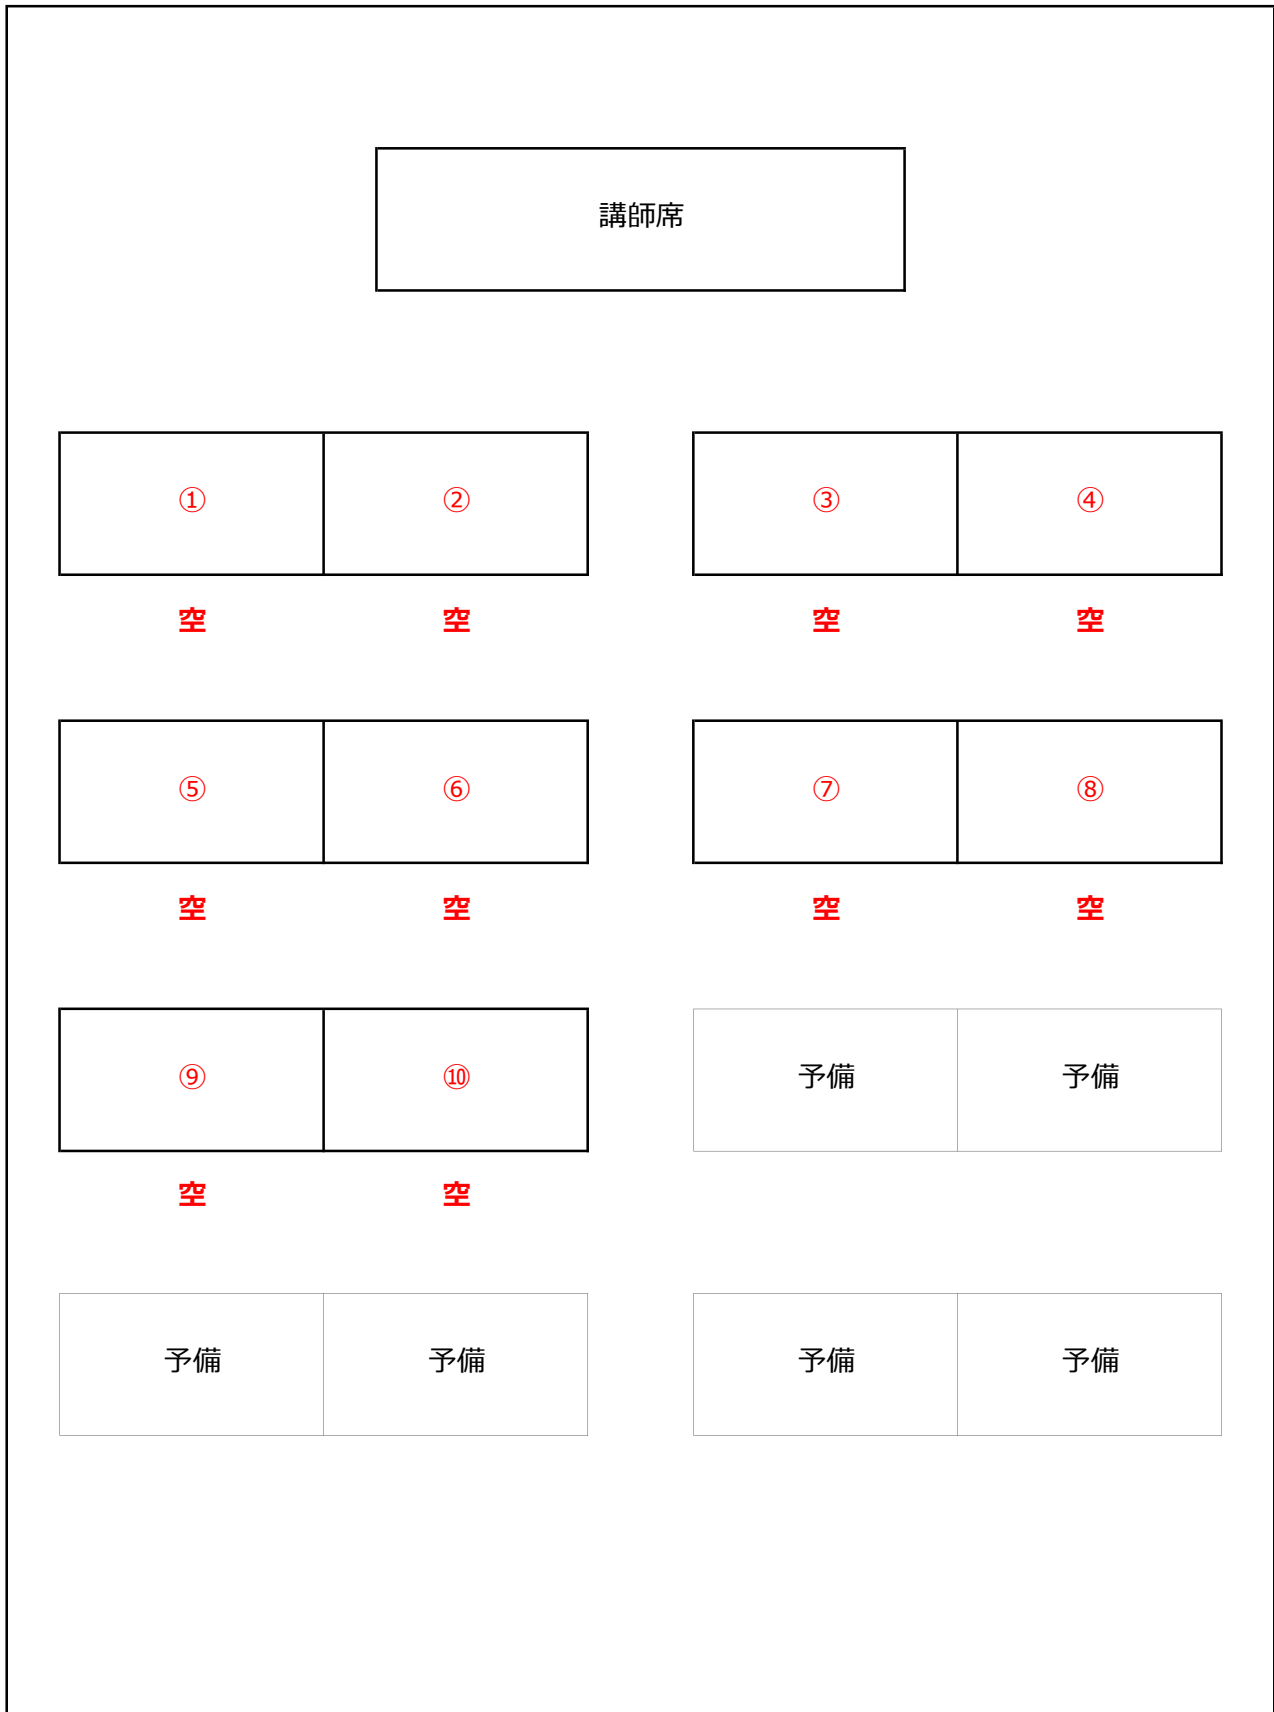 講師席
① ② ③ ④
空 空 空 空
⑤ ⑥ ⑦ ⑧
空 空 空 空
⑨ ⑩ 予備 予備
空 空
予備 予備 予備 予備